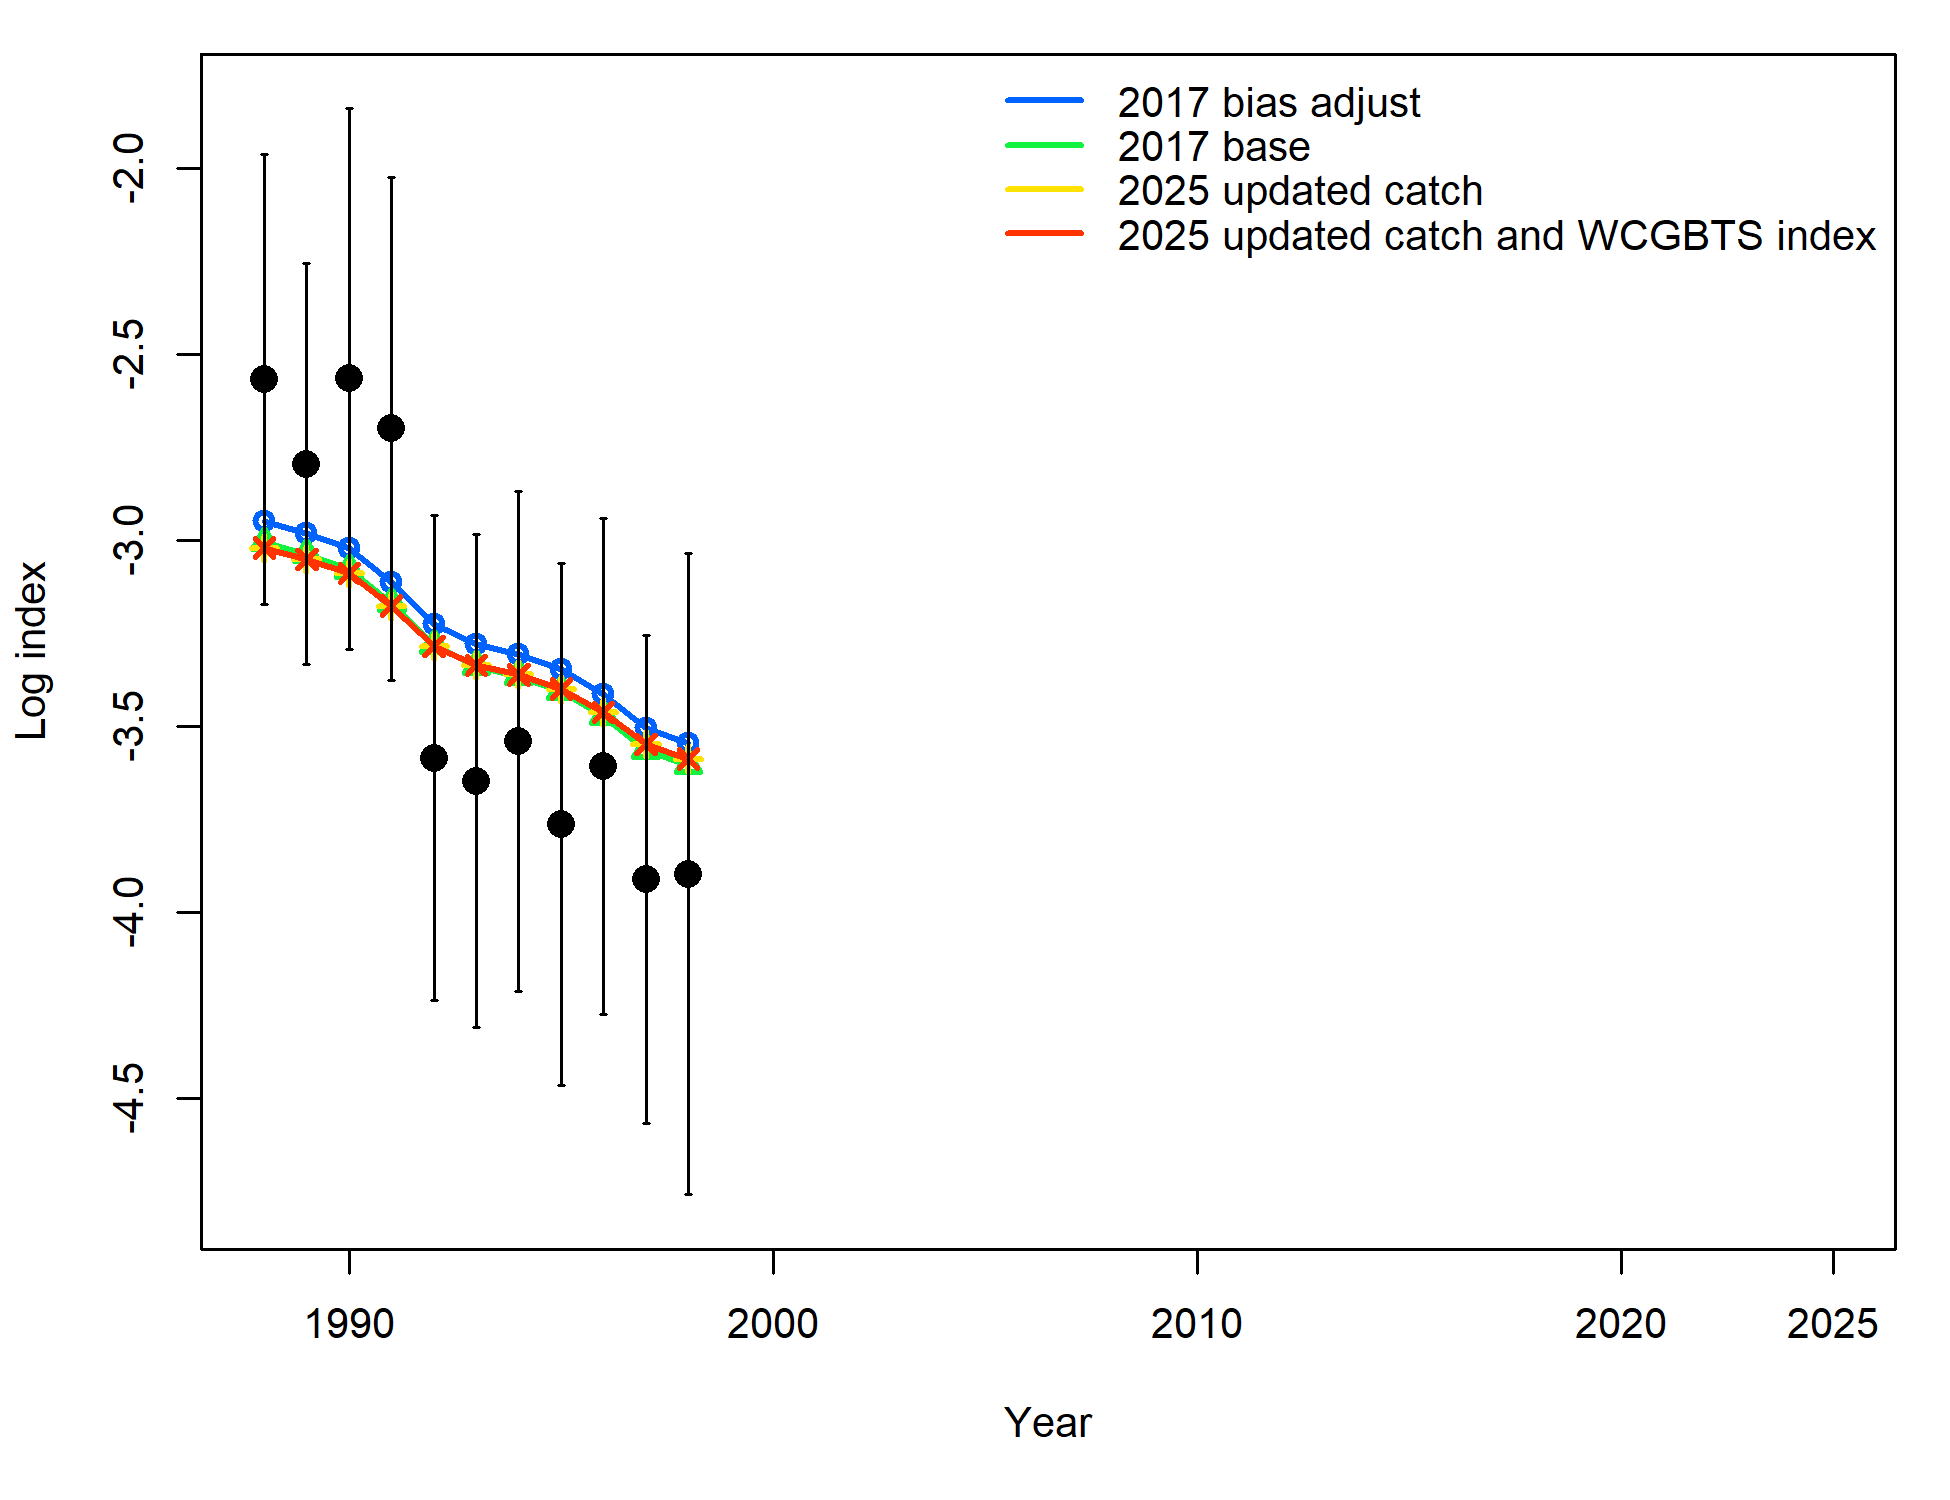 2017 bias adjust
2017 base
2025 updated catch
2025 updated catch and WCGBTS index
Log index
-2.0
-2.5
-3.0
-3.5
-4.0
-4.5
1990 2000 2010 2020 2025
Year